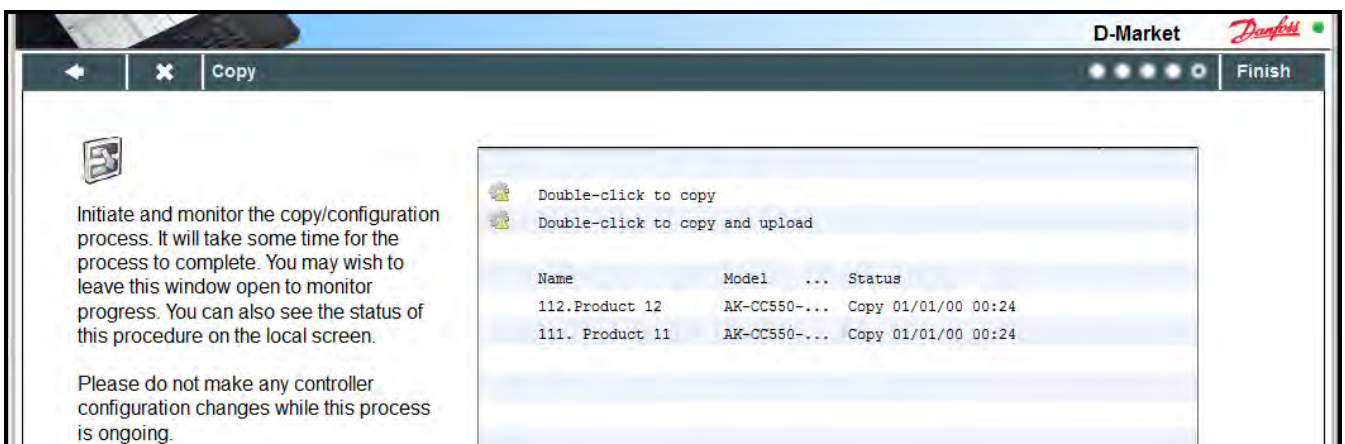 D-Market
Danfoss
Copy
Finish
Initiate and monitor the copy/configuration
process. It will take some time for the
process to complete. You may wish to
leave this window open to monitor
progress. You can also see the status of
this procedure on the local screen.
Please do not make any controller
configuration changes while this process
is ongoing.
Double-click to copy
Double-click to copy and upload
Name Model ... Status
112.Product 12 AK-CC550-... Copy 01/01/00 00:24
111. Product 11 AK-CC550-... Copy 01/01/00 00:24